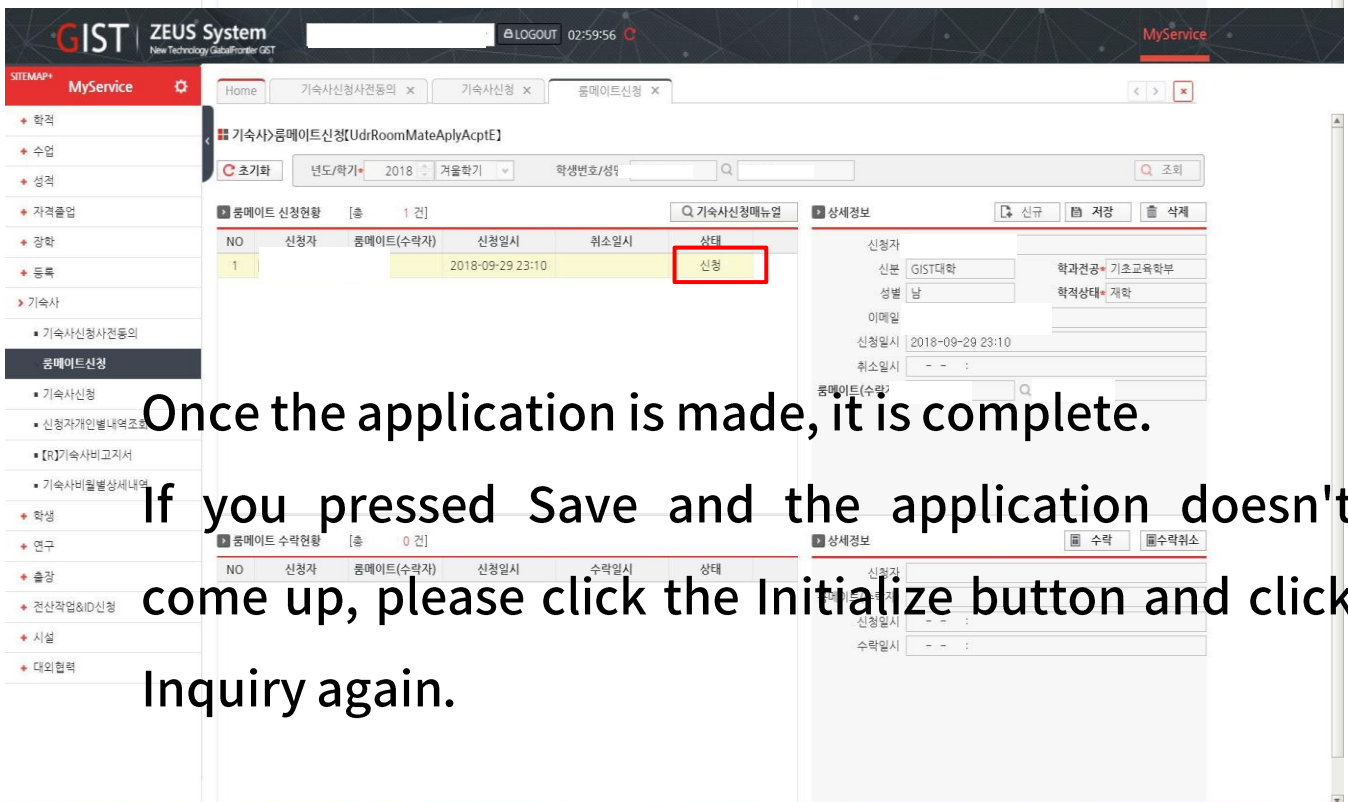 GIST ZEUS System
New Technology GlobalFrontier GIST
LOGOUT 02:59:56
MyService
SITEMAP+
MyService
Home 기숙사신청사전동의 기숙사신청 룸메이트신청
학적
수업
성적
자격졸업
장학
등록
기숙사
기숙사신청사전동의
룸메이트신청
기숙사신청
신청자개인별내역조회
【R】기숙사비고지서
기숙사비월별상세내역
학생
연구
출장
전산작업&ID신청
시설
대외협력
기숙사>룸메이트신청【UdrRoomMateAplyAcptE】
초기화 년도/학기* 2018 겨울학기 학생번호/성명 조회
룸메이트 신청현황 [총 1 건] 기숙사신청매뉴얼
NO 신청자 룸메이트(수락자) 신청일시 취소일시 상태
1 2018-09-29 23:10 신청
상세정보 신규 저장 삭제
신청자
신분 GIST대학 학과전공* 기초교육학부
성별 남 학적상태* 재학
이메일
신청일시 2018-09-29 23:10
취소일시 - - :
룸메이트(수락자
Once the application is made, it is complete.
If you pressed Save and the application doesn't
come up, please click the Initialize button and click
Inquiry again.
룸메이트 수락현황 [총 0 건]
NO 신청자 룸메이트(수락자) 신청일시 수락일시 상태
상세정보 수락 수락취소
신청자
신청일시 - - :
수락일시 - - :